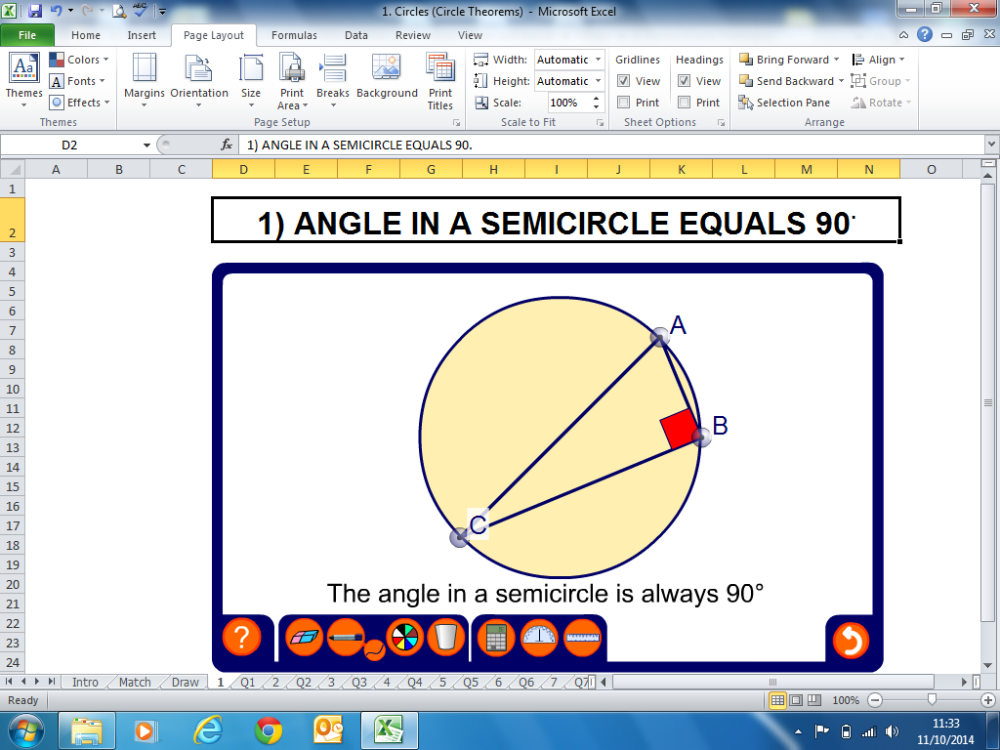 1. Circles (Circle Theorems) - Microsoft Excel
File Home Insert Page Layout Formulas Data Review View
Themes
Colors
Fonts
Effects
Themes
Margins Orientation Size Print Area Breaks Background Print Titles
Page Setup
Width: Automatic
Height: Automatic
Scale: 100%
Scale to Fit
Gridlines Headings
View View
Print Print
Sheet Options
Bring Forward
Send Backward
Selection Pane
Align
Group
Rotate
Arrange
D2 fx 1) ANGLE IN A SEMICIRCLE EQUALS 90.
A B C D E F G H I J K L M N O
1
2
3
4
5
6
7
8
9
10
11
12
13
14
15
16
17
18
19
20
21
22
23
24
1) ANGLE IN A SEMICIRCLE EQUALS 90.
A
B
C
The angle in a semicircle is always 90°
?
Intro Match Draw 1 Q1 2 Q2 3 Q3 4 Q4 5 Q5 6 Q6 7 Q7
Ready 100%
11:33
11/10/2014